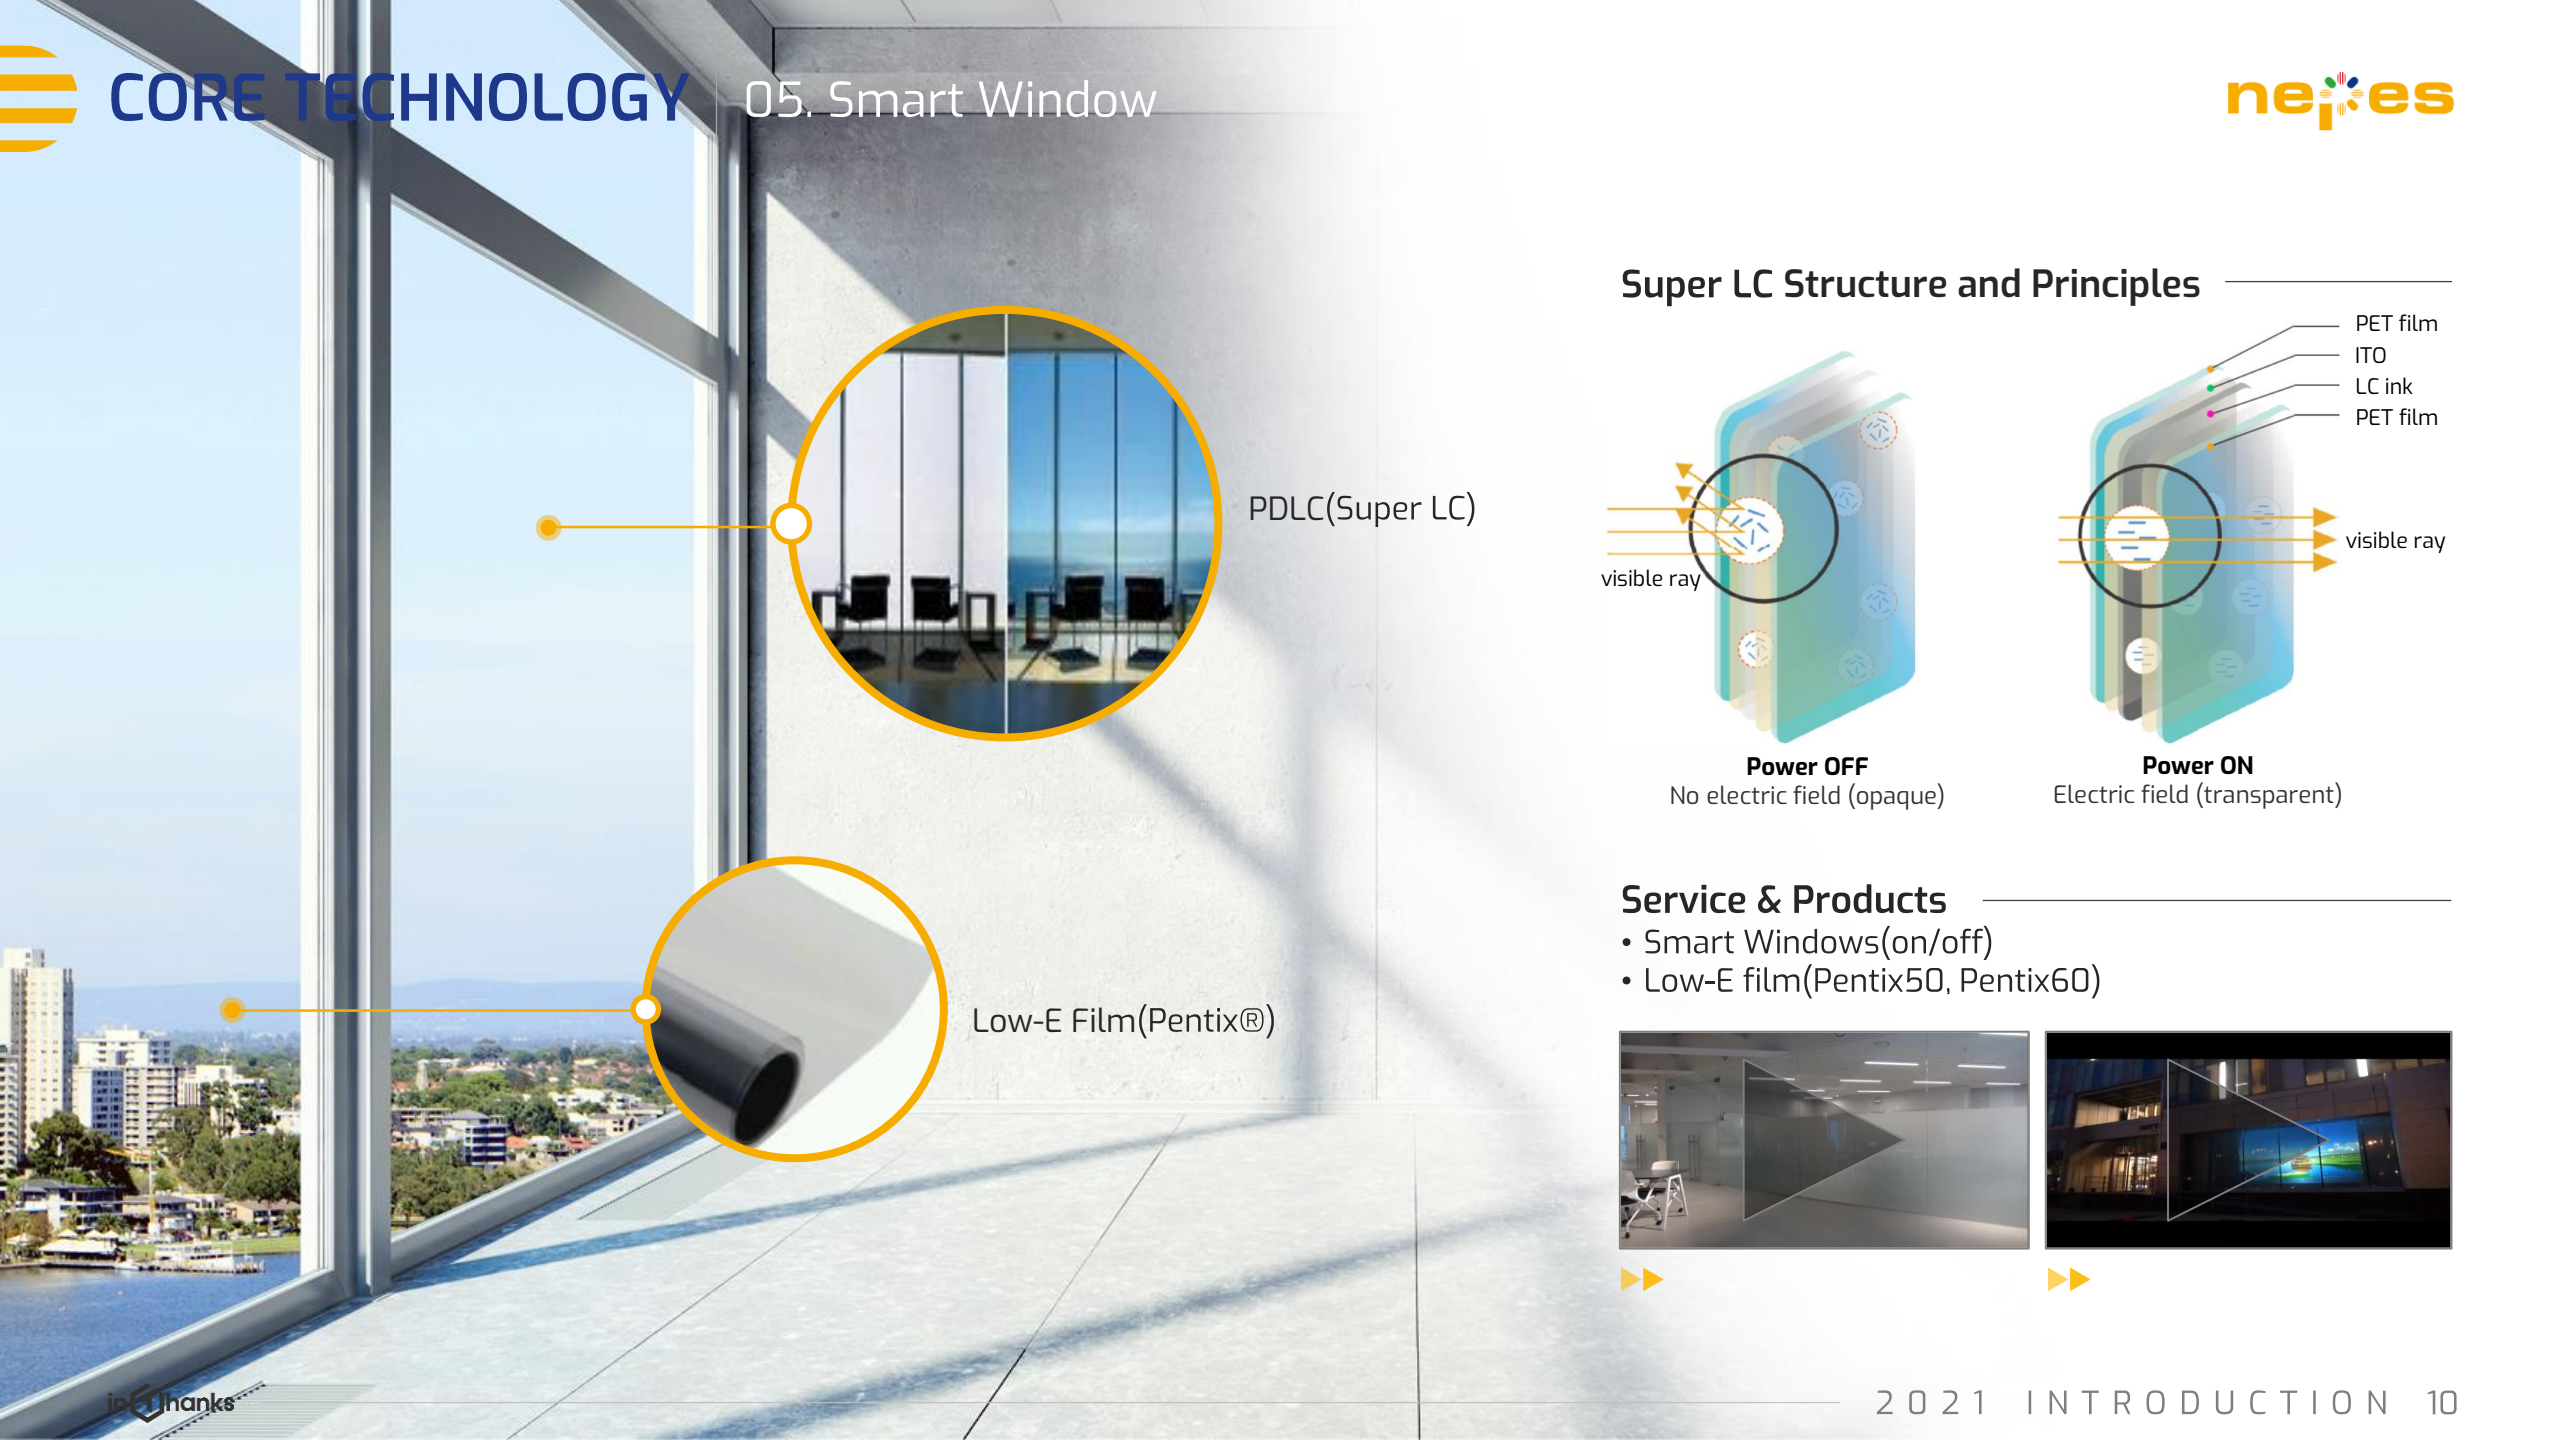 CORE TECHNOLOGY
05. Smart Window
nepes
PDLC(Super LC)
Low-E Film(Pentix®)
Super LC Structure and Principles
PET film
ITO
LC ink
PET film
visible ray
visible ray
Power OFF
No electric field (opaque)
Power ON
Electric field (transparent)
Service & Products
• Smart Windows(on/off)
• Low-E film(Pentix50, Pentix60)
2021 INTRODUCTION 10